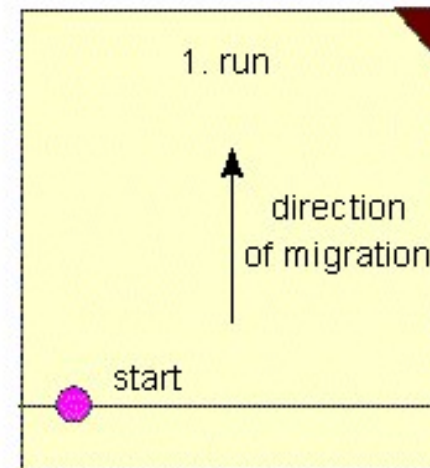 1. run
direction
of migration
start